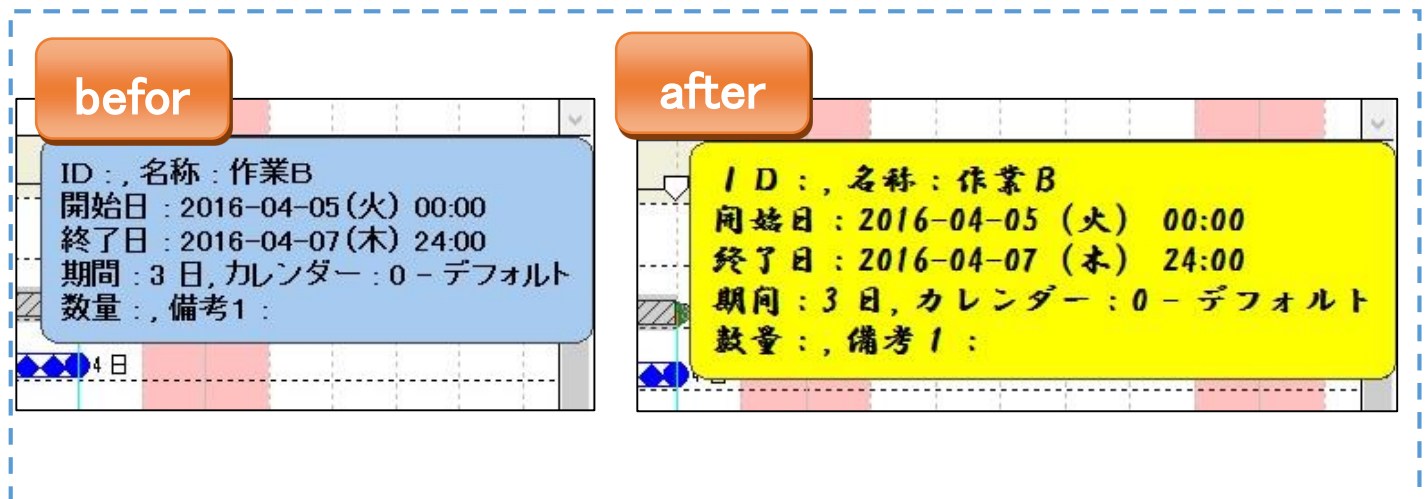 befor
ID:, 名称:作業B
開始日:2016-04-05(火) 00:00
終了日:2016-04-07(木) 24:00
期間:3 日, カレンダー:0 - デフォルト
数量:, 備考1:
4 日
after
ID:, 名称:作業B
開始日:2016-04-05 (火) 00:00
終了日:2016-04-07 (木) 24:00
期間:3 日, カレンダー:0 - デフォルト
数量:, 備考1: